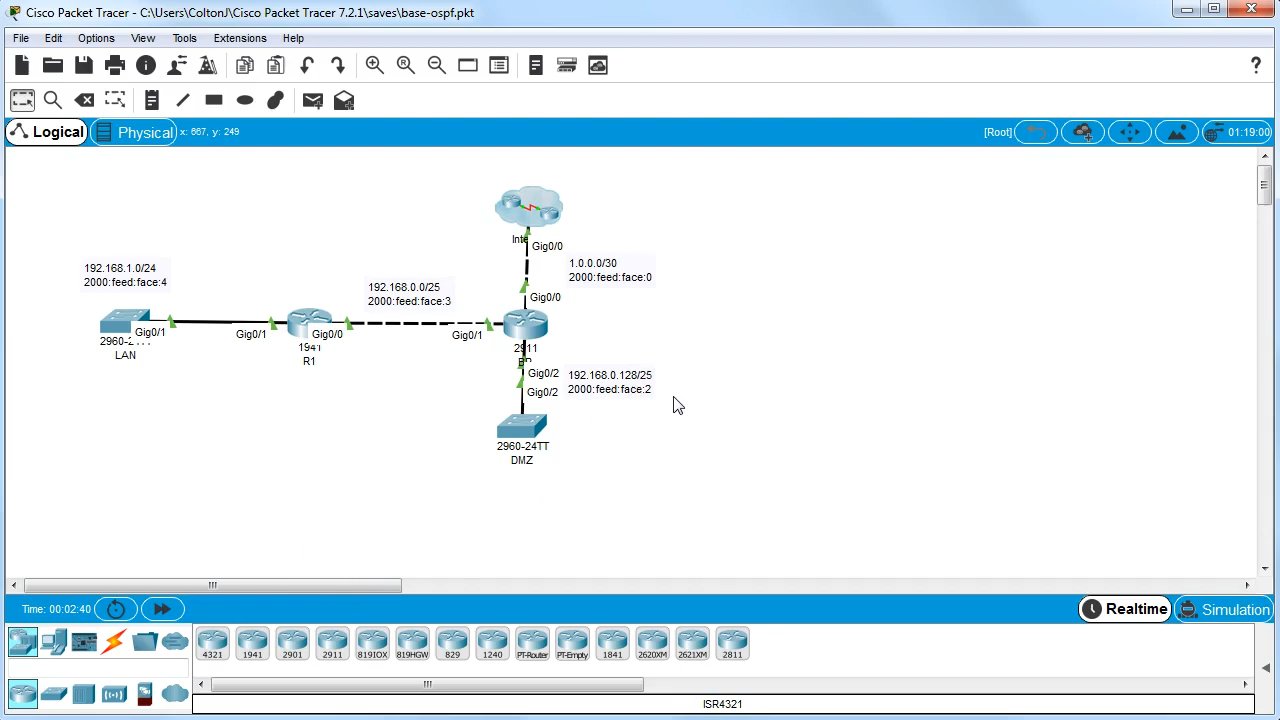 Cisco Packet Tracer - C:\Users\ColtonJ\Cisco Packet Tracer 7.2.1\saves\base-ospf.pkt
File Edit Options View Tools Extensions Help
Logical Physical x: 667, y: 249 [Root] 01:19:00
Gig0/0
1.0.0.0/30
2000:feed:face:0
192.168.1.0/24
2000:feed:face:4
192.168.0.0/25
2000:feed:face:3
Gig0/0
Gig0/1 Gig0/1 Gig0/0 Gig0/1
LAN
1941
R1
2911
Gig0/2
192.168.0.128/25
2000:feed:face:2
Gig0/2
2960-24TT
DMZ
Time: 00:02:40 Realtime Simulation
4321 1941 2901 2911 819IOX 819HGW 829 1240 PT-Router PT-Empty 1841 2620XM 2621XM 2811
ISR4321